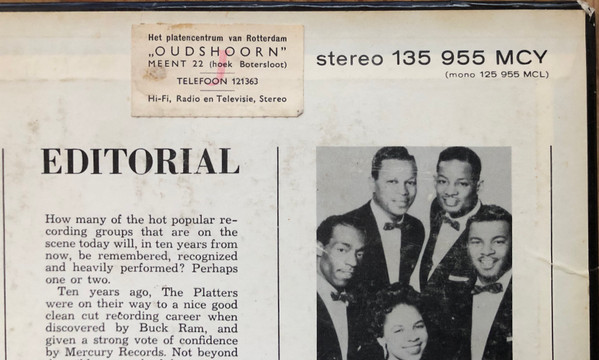 Het platencentrum van Rotterdam
„OUDSHOORN”
MEENT 22 (hoek Botersloot)
TELEFOON 121363
Hi-Fi, Radio en Televisie, Stereo
stereo 135 955 MCY
(mono 125 955 MCL)
EDITORIAL
How many of the hot popular re-
cording groups that are on the
scene today will, in ten years from
now, be remembered, recognized
and heavily performed? Perhaps
one or two.
Ten years ago, The Platters
were on their way to a nice good
clean cut recording career when
discovered by Buck Ram, and
given a strong vote of confidence
by Mercury Records. Not beyond